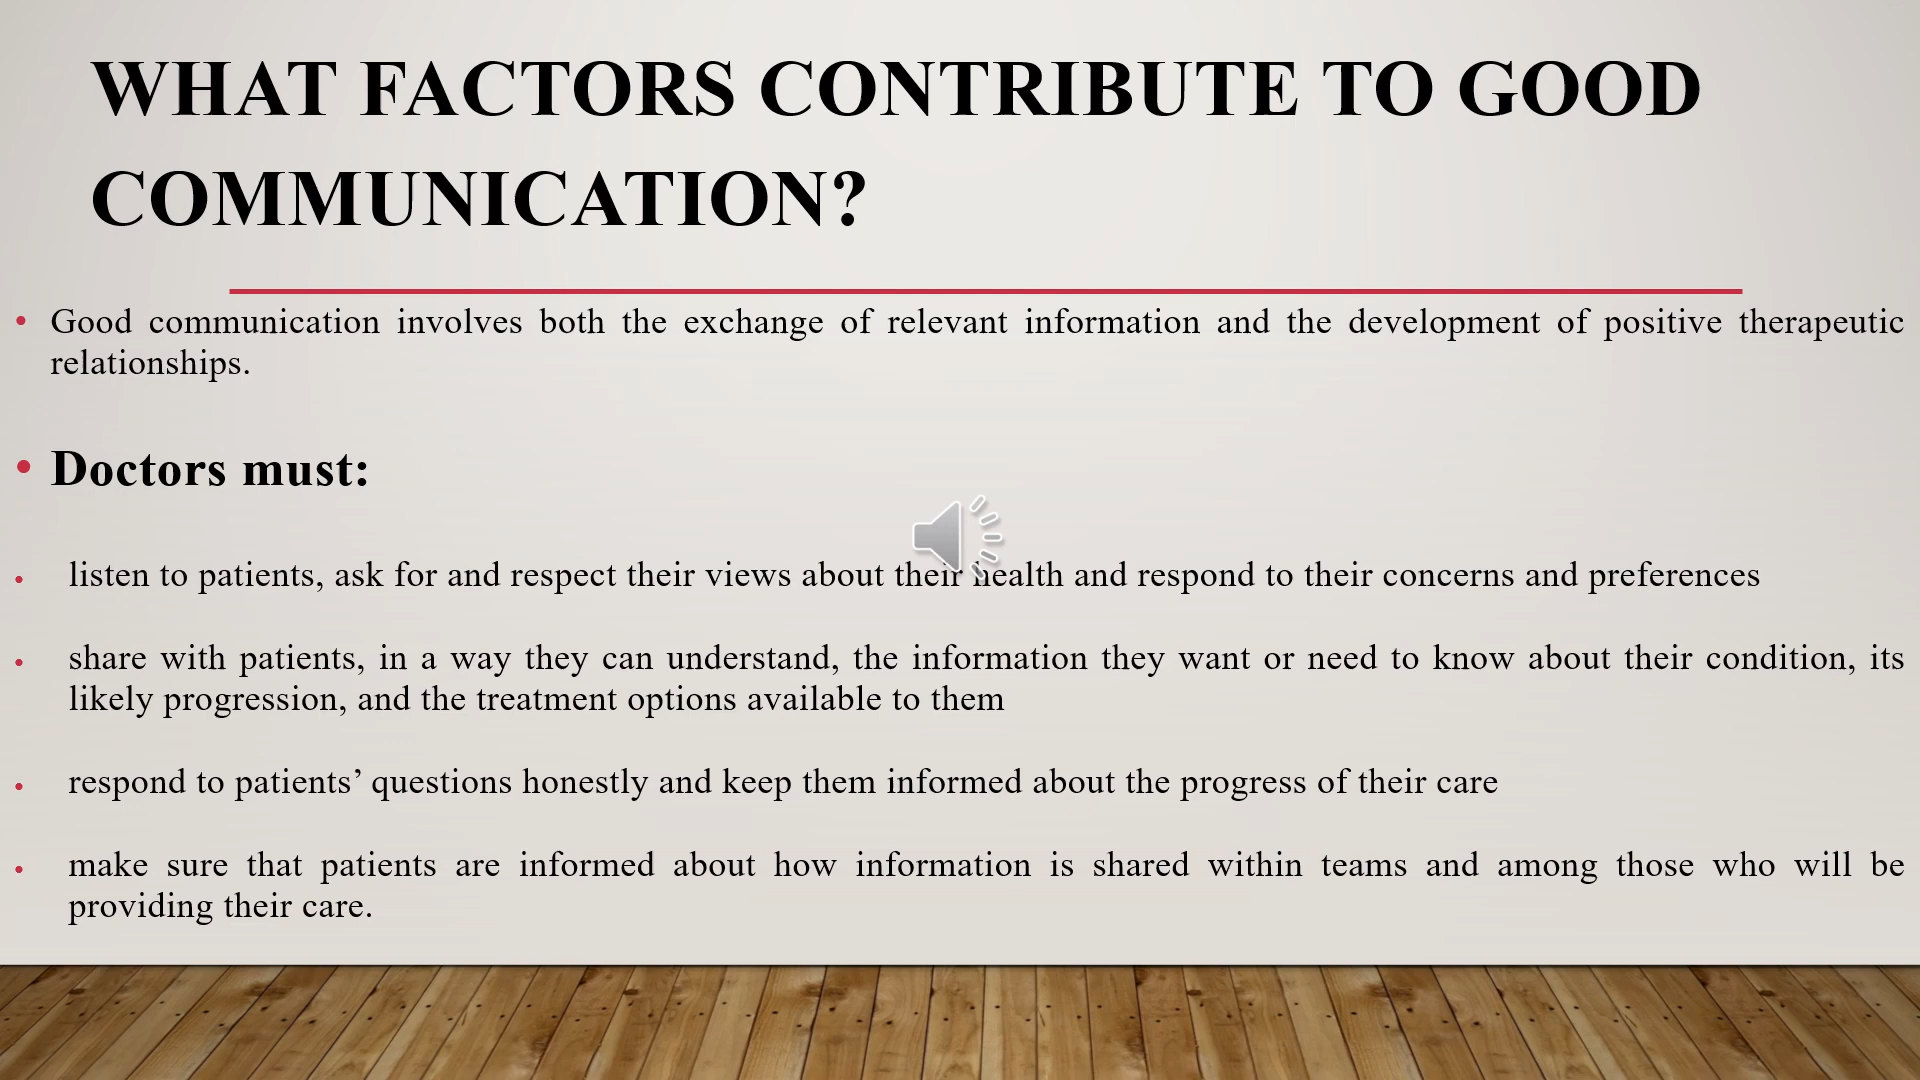 WHAT FACTORS CONTRIBUTE TO GOOD
COMMUNICATION?
• Good communication involves both the exchange of relevant information and the development of positive therapeutic
relationships.
• Doctors must:
• listen to patients, ask for and respect their views about their health and respond to their concerns and preferences
• share with patients, in a way they can understand, the information they want or need to know about their condition, its
likely progression, and the treatment options available to them
• respond to patients’ questions honestly and keep them informed about the progress of their care
• make sure that patients are informed about how information is shared within teams and among those who will be
providing their care.